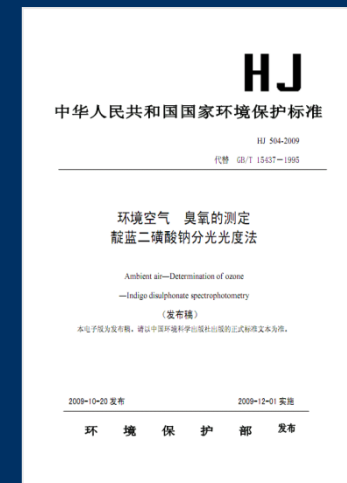 HJ
中华人民共和国国家环境保护标准
HJ 504-2009
代替 GB/T 15437—1995
环境空气 臭氧的测定
靛蓝二磺酸钠分光光度法
Ambient air—Determination of ozone
—Indigo disulphonate spectrophotometry
（发布稿）
本电子版为发布稿。请以中国环境科学出版社出版的正式标准文本为准。
2009-10-20 发布
2009-12-01 实施
环 境 保 护 部 发布